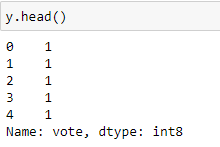 y.head()
0    1
1    1
2    1
3    1
4    1
Name: vote, dtype: int8